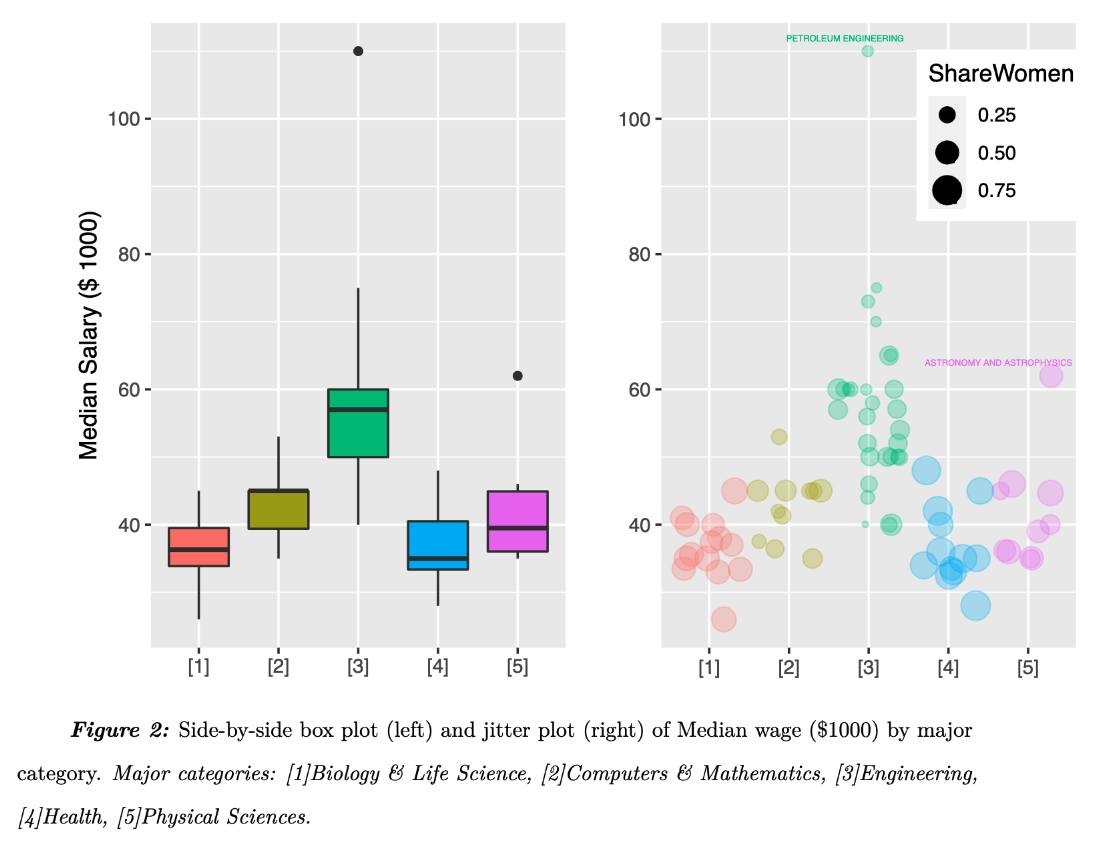 Median Salary ($ 1000)
100
80
60
40
[1] [2] [3] [4] [5]
100
80
60
40
[1] [2] [3] [4] [5]
PETROLEUM ENGINEERING
ASTRONOMY AND ASTROPHYSICS
ShareWomen
0.25
0.50
0.75
Figure 2: Side-by-side box plot (left) and jitter plot (right) of Median wage ($1000) by major
category. Major categories: [1]Biology & Life Science, [2]Computers & Mathematics, [3]Engineering,
[4]Health, [5]Physical Sciences.